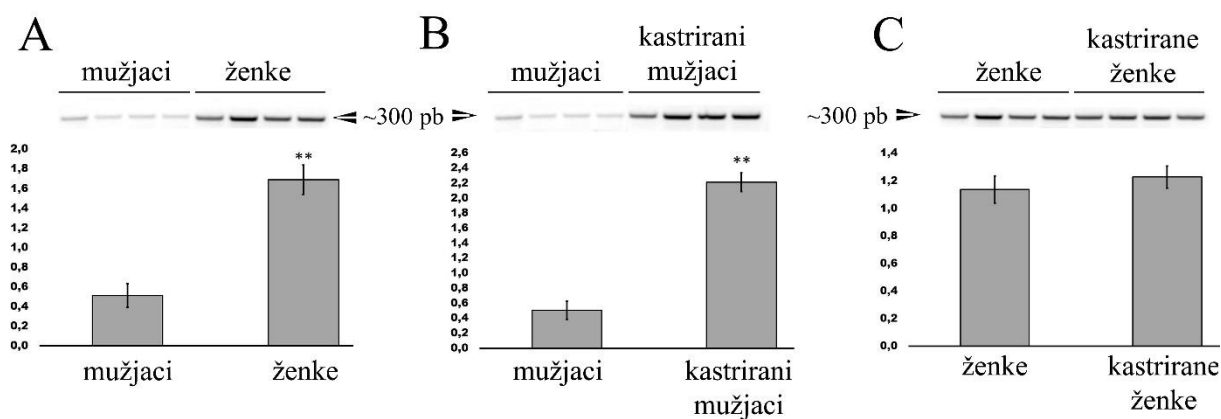 A
mužjaci ženke
~300 pb
2,0
1,8
1,6
1,4
1,2
1,0
0,8
0,6
0,4
0,2
0,0
**
mužjaci ženke
B
mužjaci
kastrirani
mužjaci
2,6
2,4
2,2
2,0
1,8
1,6
1,4
1,2
1,0
0,8
0,6
0,4
0,2
0,0
**
mužjaci
kastrirani
mužjaci
C
ženke
kastrirane
ženke
~300 pb
1,4
1,2
1,0
0,8
0,6
0,4
0,2
0,0
ženke
kastrirane
ženke